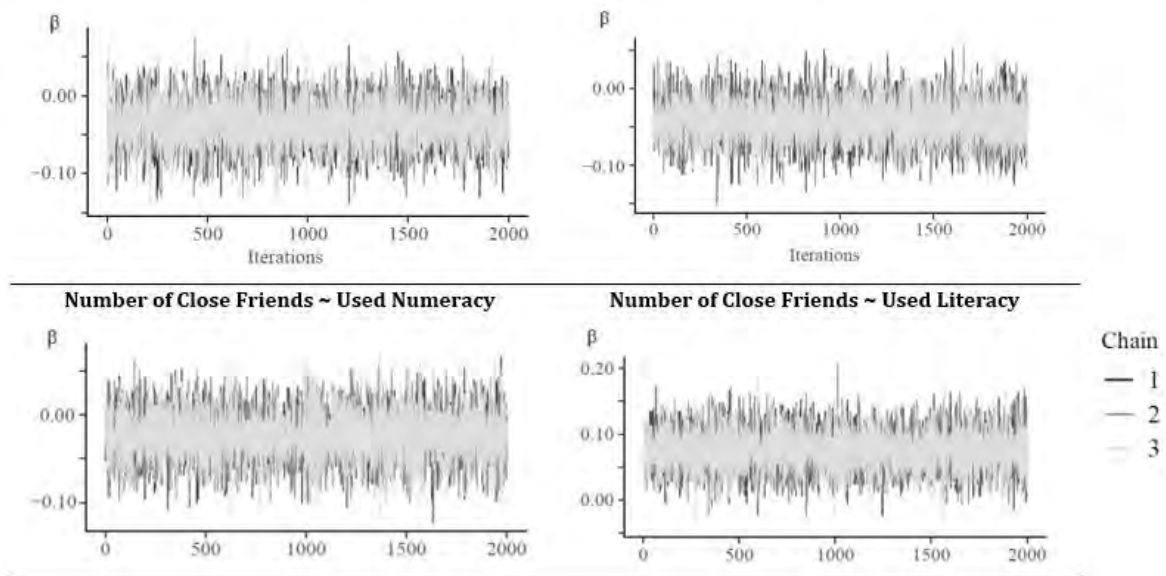 β
0.00
−0.10
0 500 1000 1500 2000
Iterations
β
0.00
−0.10
0 500 1000 1500 2000
Iterations
Number of Close Friends ~ Used Numeracy
Number of Close Friends ~ Used Literacy
β
0.00
−0.10
0 500 1000 1500 2000
β
0.20
0.10
0.00
0 500 1000 1500 2000
Chain
1
2
3